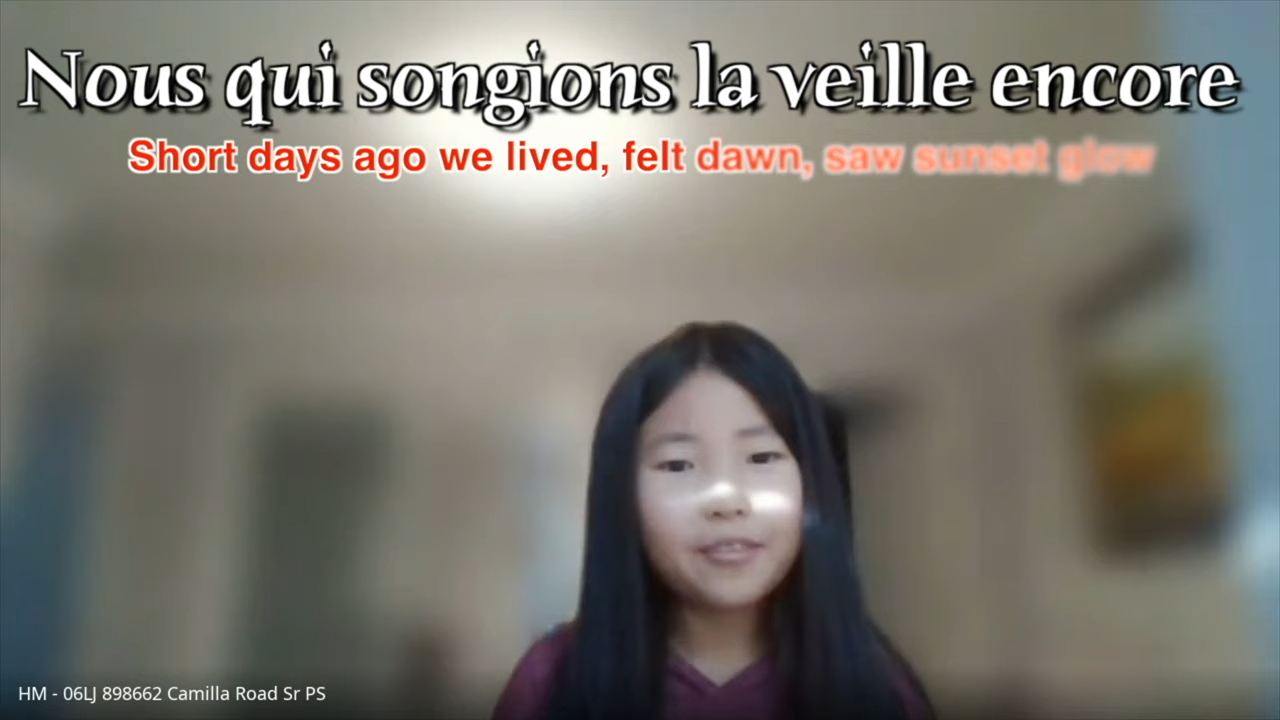 Nous qui songions la veille encore
Short days ago we lived, felt dawn, saw sunset glow
HM - 06LJ 898662 Camilla Road Sr PS